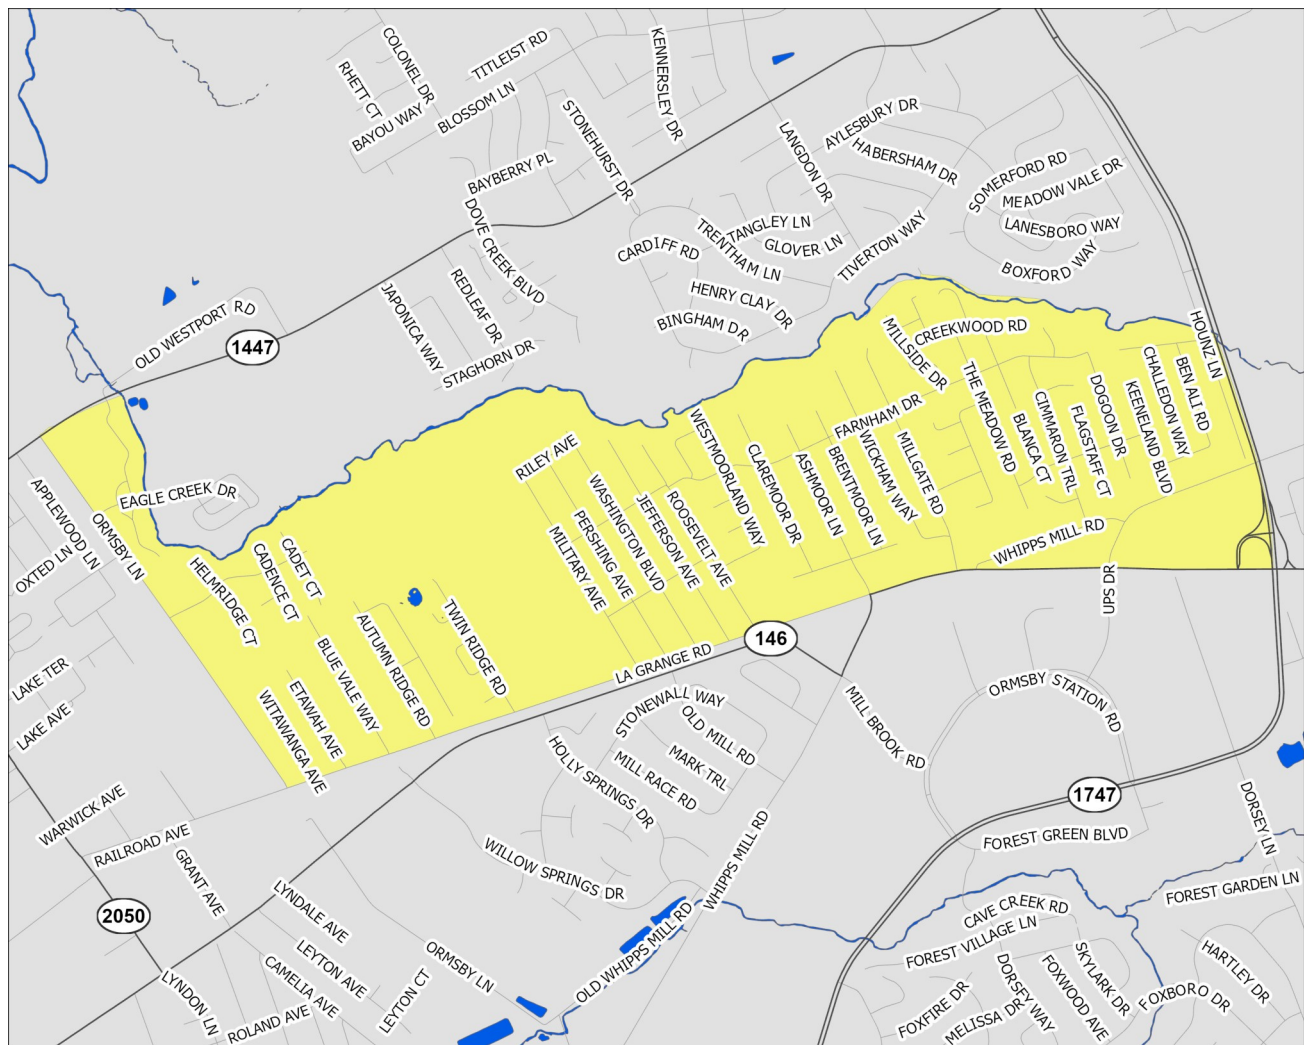 COLONEL DR
TITLEIST RD
KENNERSLEY DR
RHETT CT
BLOSSOM LN
BAYOU WAY
STONEHURST DR
AYLESBURY DR
LANGDON DR
HABERSHAM DR
SOMERFORD RD
BAYBERRY PL
MEADOW VALE DR
DOVE CREEK BLVD
TANGLEY LN
LANESBORO WAY
TRENTHAM LN
CARDIFF RD
GLOVER LN
TIVERTON WAY
BOXFORD WAY
REDLEAF DR
JAPONICA WAY
HENRY CLAY DR
OLD WESTPORT RD
BINGHAM DR
HOUNZ LN
CREEKWOOD RD
1447
STAGHORN DR
MILLSIDE DR
THE MEADOW RD
CHALLEDON WAY
BEN ALI RD
DOGOON DR
KEENELAND BLVD
FARNHAM DR
CIMMARON TRL
FLAGSTAFF CT
BLANCA CT
WESTMOORLAND WAY
RILEY AVE
CLAREMOOR DR
ASHMOOR LN
BRENTMOOR LN
WICKHAM WAY
MILLGATE RD
WASHINGTON BLVD
EAGLE CREEK DR
APPLEWOOD LN
ORMSBY LN
JEFFERSON AVE
ROOSEVELT AVE
PERSHING AVE
MILITARY AVE
WHIPPS MILL RD
OXTED LN
HELMRIDGE CT
CADENCE CT
CADET CT
UPS DR
TWIN RIDGE RD
AUTUMN RIDGE RD
BLUE VALE WAY
146
LA GRANGE RD
LAKE TER
LAKE AVE
ETAWAH AVE
WITAWANGA AVE
STONEWALL WAY
OLD MILL RD
MILL BROOK RD
ORMSBY STATION RD
HOLLY SPRINGS DR
MARK TRL
MILL RACE RD
1747
WARWICK AVE
RAILROAD AVE
DORSEY LN
FOREST GREEN BLVD
GRANT AVE
WILLOW SPRINGS DR
WHIPPS MILL RD
LYNDALE AVE
FOREST GARDEN LN
2050
CAVE CREEK RD
FOREST VILLAGE LN
LEYTON AVE
ORMSBY LN
OLD WHIPPS MILL RD
CAMELIA AVE
LEYTON CT
SKYLARK DR
HARTLEY DR
DORSEY WAY
FOXWOOD AVE
FOXBORO DR
LYNDON LN
ROLAND AVE
FOXFIRE DR
MELISSA DR